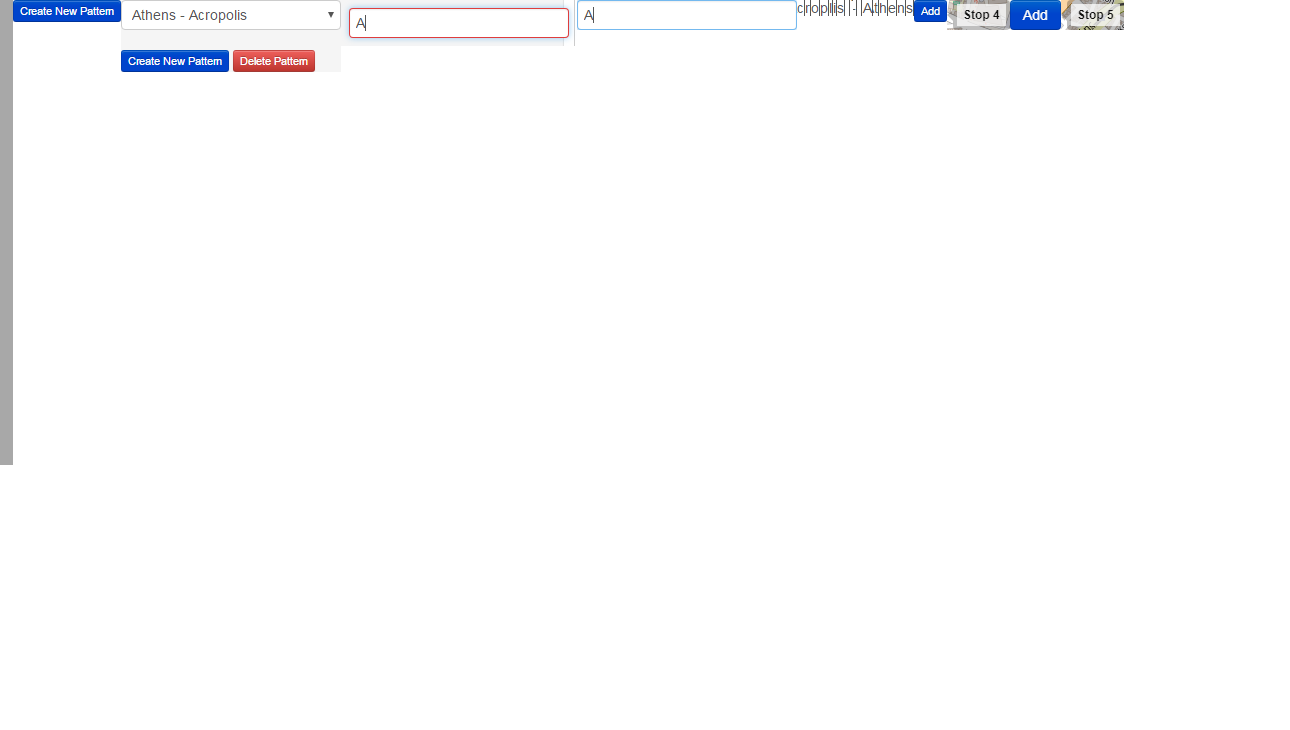 Create New Pattern
Athens - Acropolis
A
A
cropolis - Athens
Add
Stop 4
Add
Stop 5
Create New Pattern
Delete Pattern